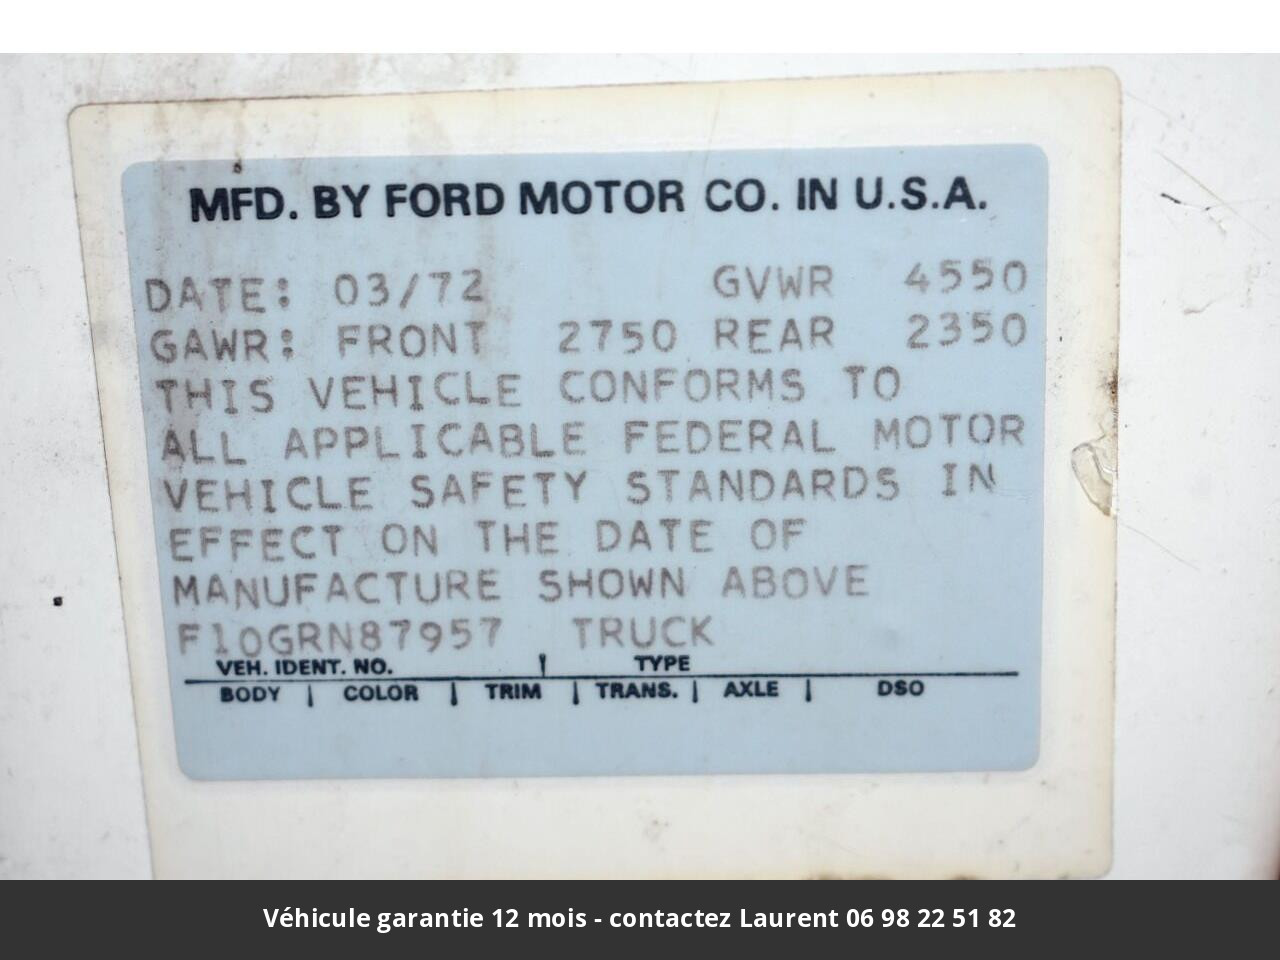 MFD. BY FORD MOTOR CO. IN U.S.A.
DATE: 03/72 GVWR 4550
GAWR: FRONT 2750 REAR 2350
THIS VEHICLE CONFORMS TO
ALL APPLICABLE FEDERAL MOTOR
VEHICLE SAFETY STANDARDS IN
EFFECT ON THE DATE OF
MANUFACTURE SHOWN ABOVE
F10GRN87957 TRUCK
VEH. IDENT. NO. | TYPE
BODY | COLOR | TRIM | TRANS. | AXLE | DSO
Véhicule garantie 12 mois - contactez Laurent 06 98 22 51 82